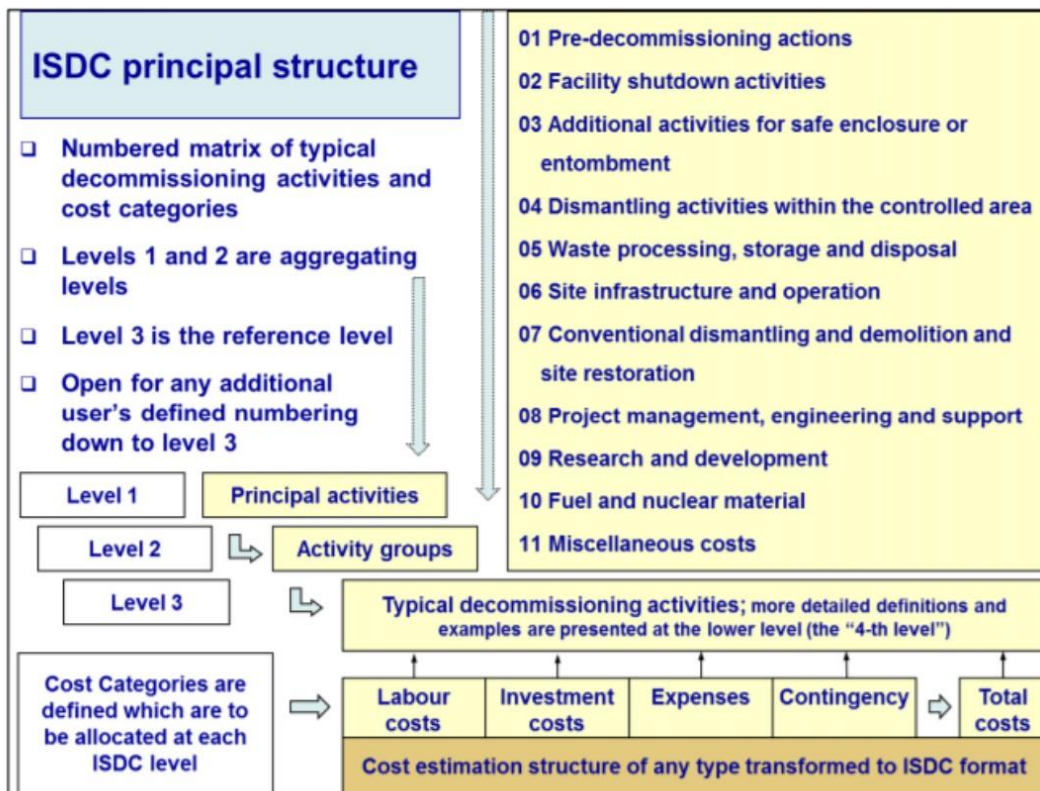 ISDC principal structure
❑ Numbered matrix of typical
decommissioning activities and
cost categories
❑ Levels 1 and 2 are aggregating
levels
❑ Level 3 is the reference level
❑ Open for any additional
user's defined numbering
down to level 3
01 Pre-decommissioning actions
02 Facility shutdown activities
03 Additional activities for safe enclosure or
entombment
04 Dismantling activities within the controlled area
05 Waste processing, storage and disposal
06 Site infrastructure and operation
07 Conventional dismantling and demolition and
site restoration
08 Project management, engineering and support
09 Research and development
10 Fuel and nuclear material
11 Miscellaneous costs
Level 1
Principal activities
Level 2
Activity groups
Level 3
Typical decommissioning activities; more detailed definitions and
examples are presented at the lower level (the “4-th level”)
Cost Categories are
defined which are to
be allocated at each
ISDC level
Labour
costs
Investment
costs
Expenses
Contingency
Total
costs
Cost estimation structure of any type transformed to ISDC format